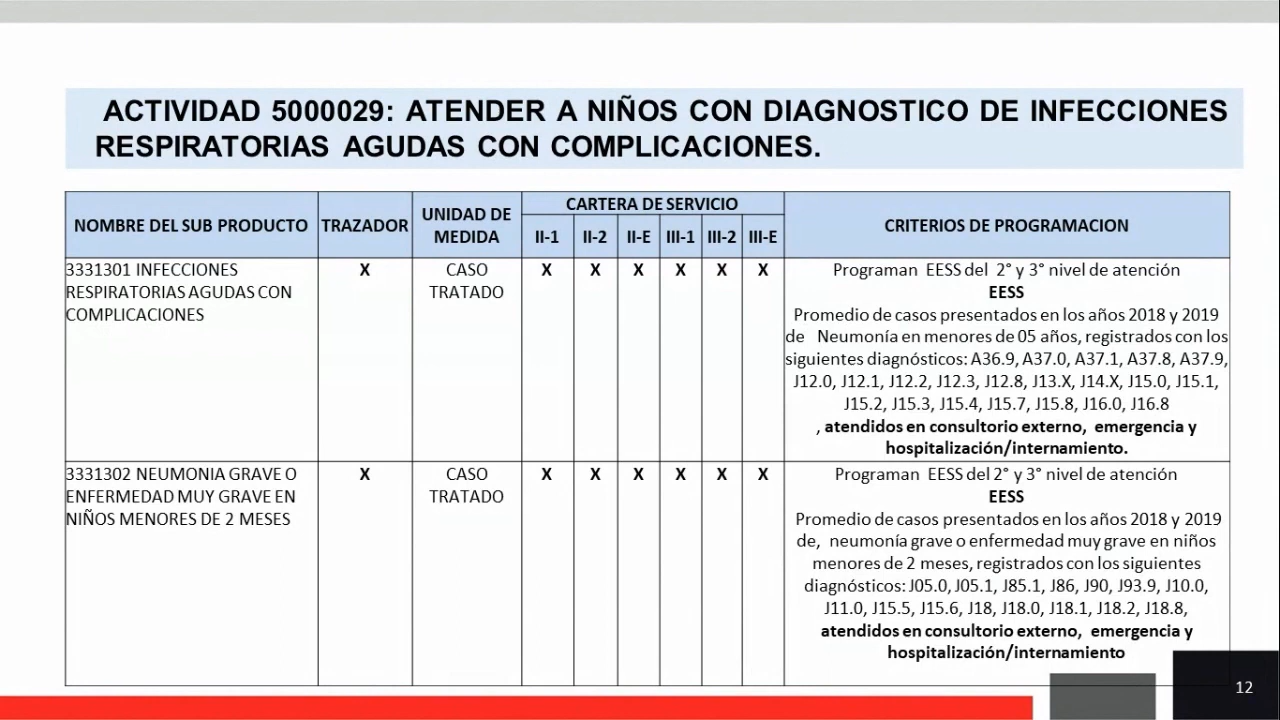 ACTIVIDAD 5000029: ATENDER A NIÑOS CON DIAGNOSTICO DE INFECCIONES
RESPIRATORIAS AGUDAS CON COMPLICACIONES.
NOMBRE DEL SUB PRODUCTO
TRAZADOR
UNIDAD DE
MEDIDA
CARTERA DE SERVICIO
II-1
II-2
II-E
III-1
III-2
III-E
CRITERIOS DE PROGRAMACION
3331301 INFECCIONES
RESPIRATORIAS AGUDAS CON
COMPLICACIONES
X
CASO
TRATADO
X
X
X
X
X
X
Programan EESS del 2° y 3° nivel de atención
EESS
Promedio de casos presentados en los años 2018 y 2019
de Neumonía en menores de 05 años, registrados con los
siguientes diagnósticos: A36.9, A37.0, A37.1, A37.8, A37.9,
J12.0, J12.1, J12.2, J12.3, J12.8, J13.X, J14.X, J15.0, J15.1,
J15.2, J15.3, J15.4, J15.7, J15.8, J16.0, J16.8
, atendidos en consultorio externo, emergencia y
hospitalización/internamiento.
3331302 NEUMONIA GRAVE O
ENFERMEDAD MUY GRAVE EN
NIÑOS MENORES DE 2 MESES
X
CASO
TRATADO
X
X
X
X
X
X
Programan EESS del 2° y 3° nivel de atención
EESS
Promedio de casos presentados en los años 2018 y 2019
de, neumonía grave o enfermedad muy grave en niños
menores de 2 meses, registrados con los siguientes
diagnósticos: J05.0, J05.1, J85.1, J86, J90, J93.9, J10.0,
J11.0, J15.5, J15.6, J18, J18.0, J18.1, J18.2, J18.8,
atendidos en consultorio externo, emergencia y
hospitalización/internamiento
12